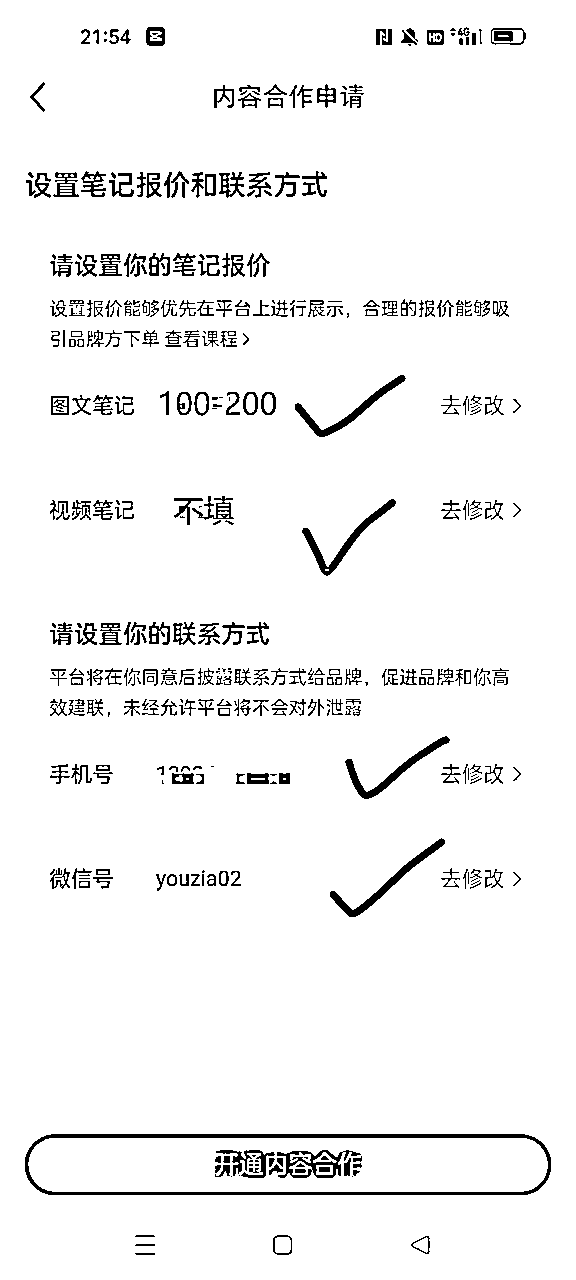 21:54
HD 4G
内容合作申请
设置笔记报价和联系方式
请设置你的笔记报价
设置报价能够优先在平台上进行展示，合理的报价能够吸
引品牌方下单 查看课程>
图文笔记 100-200 去修改>
视频笔记 不填 去修改>
请设置你的联系方式
平台将在你同意后披露联系方式给品牌，促进品牌和你高
效建联，未经允许平台将不会对外泄露
手机号 去修改>
微信号 youzia02 去修改>
开通内容合作